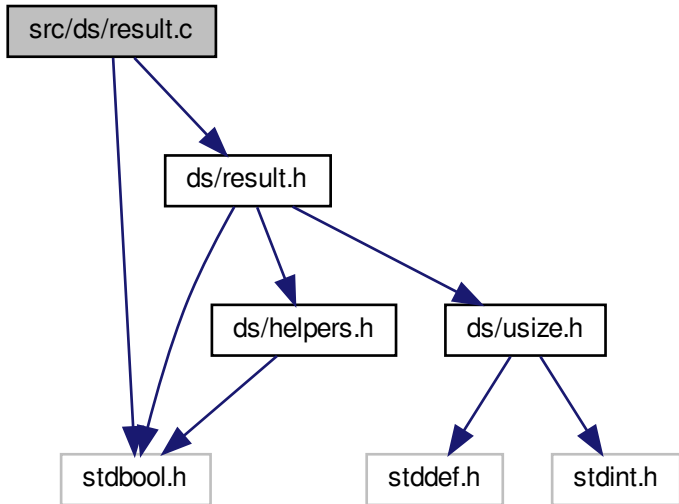 src/ds/result.c
ds/result.h
ds/helpers.h
ds/usize.h
stdbool.h
stddef.h
stdint.h